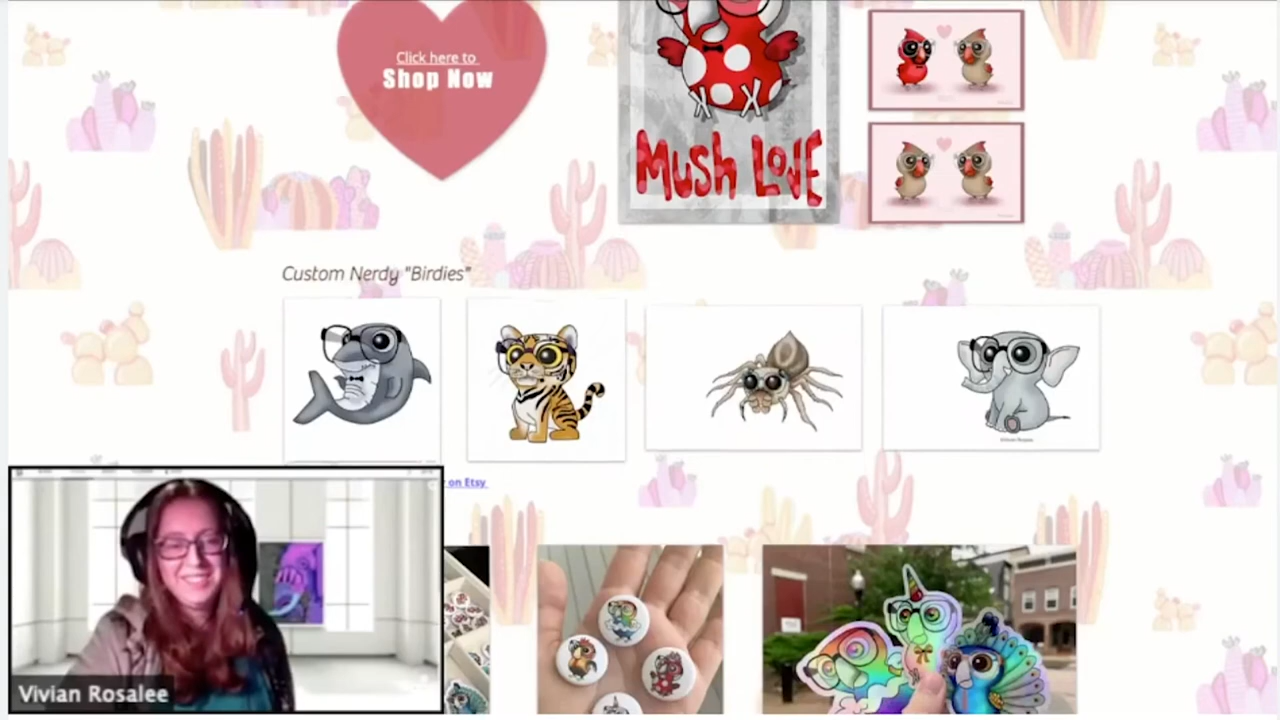 Click here to
Shop Now
MUSH LOVE
Custom Nerdy "Birdies"
on Etsy
Vivian Rosalee